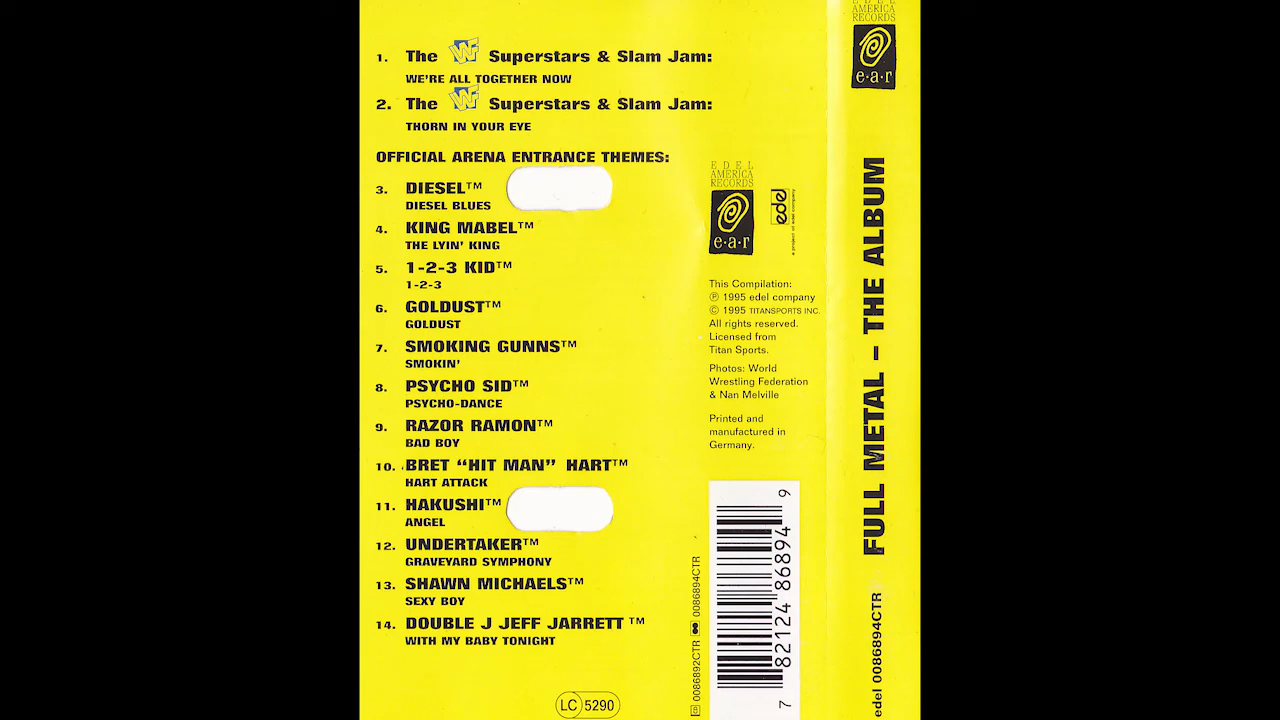 1. The WF Superstars & Slam Jam:
WE'RE ALL TOGETHER NOW
2. The WF Superstars & Slam Jam:
THORN IN YOUR EYE
OFFICIAL ARENA ENTRANCE THEMES:
3. DIESEL™
DIESEL BLUES
4. KING MABEL™
THE LYIN' KING
5. 1-2-3 KID™
1-2-3
6. GOLDUST™
GOLDUST
7. SMOKING GUNNS™
SMOKIN'
8. PSYCHO SID™
PSYCHO-DANCE
9. RAZOR RAMON™
BAD BOY
10. BRET “HIT MAN” HART™
HART ATTACK
11. HAKUSHI™
ANGEL
12. UNDERTAKER™
GRAVEYARD SYMPHONY
13. SHAWN MICHAELS™
SEXY BOY
14. DOUBLE J JEFF JARRETT™
WITH MY BABY TONIGHT
LC 5290
EDEL
AMERICA
RECORDS
e·a·r
edel
a project of edel company
This Compilation:
℗ 1995 edel company
© 1995 TITANSPORTS INC.
All rights reserved.
Licensed from
Titan Sports.
Photos: World
Wrestling Federation
& Nan Melville
Printed and
manufactured in
Germany.
0086892CTR 0086894CTR
7 82124 86894 9
EDEL
AMERICA
RECORDS
e·a·r
FULL METAL – THE ALBUM
edel 0086894CTR